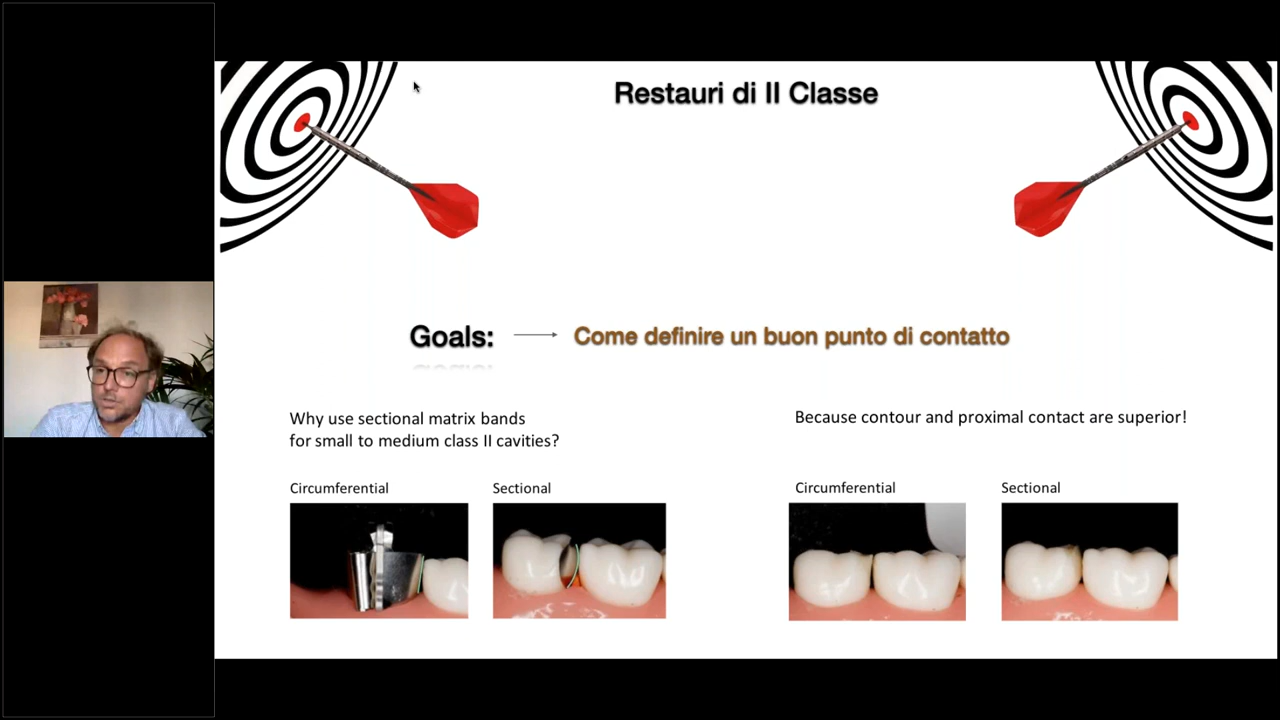 Restauri di II Classe
Goals:
Come definire un buon punto di contatto
Why use sectional matrix bands
for small to medium class II cavities?
Because contour and proximal contact are superior!
Circumferential
Sectional
Circumferential
Sectional